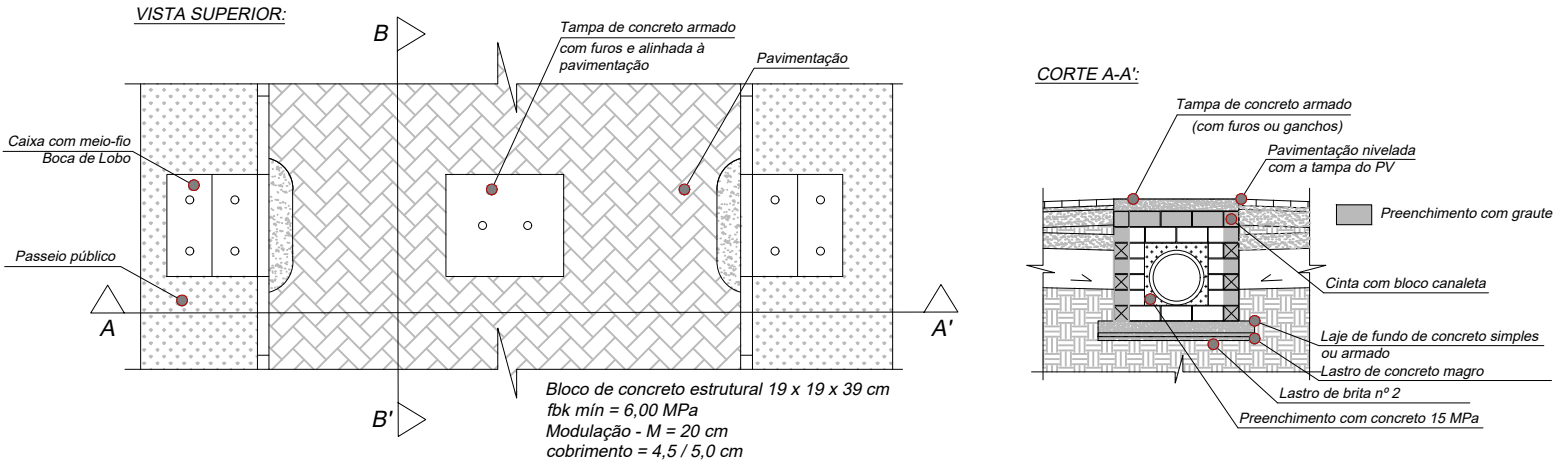 VISTA SUPERIOR:
B
Tampa de concreto armado
com furos e alinhada à
pavimentação
Pavimentação
Caixa com meio-fio
Boca de Lobo
Passeio público
A
A'
B'
Bloco de concreto estrutural 19 x 19 x 39 cm
fbk mín = 6,00 MPa
Modulação - M = 20 cm
cobrimento = 4,5 / 5,0 cm
CORTE A-A':
Tampa de concreto armado
(com furos ou ganchos)
Pavimentação nivelada
com a tampa do PV
Preenchimento com graute
Cinta com bloco canaleta
Laje de fundo de concreto simples
ou armado
Lastro de concreto magro
Lastro de brita nº 2
Preenchimento com concreto 15 MPa